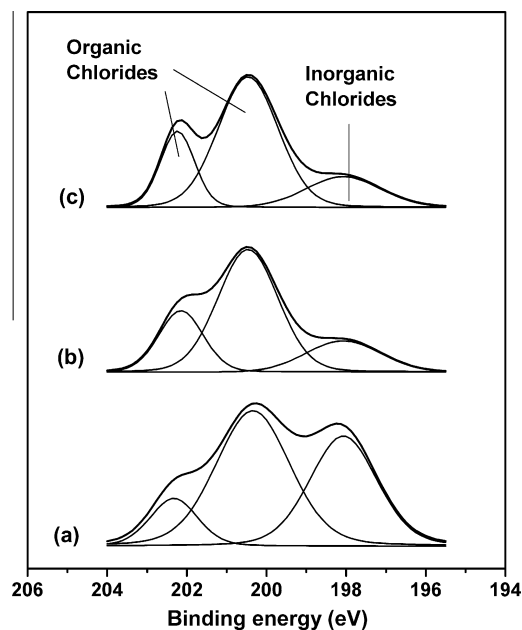 Organic
Chlorides
Inorganic
Chlorides
(c)
(b)
(a)
206 204 202 200 198 196 194
Binding energy (eV)